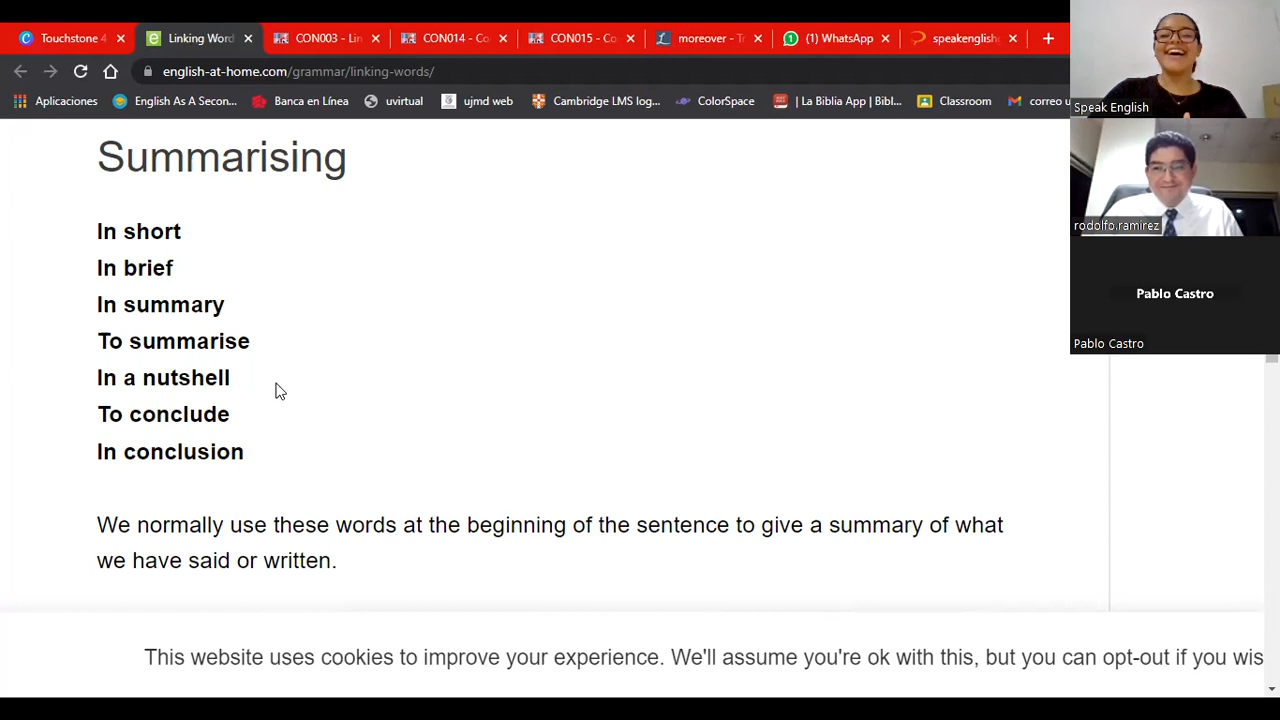 Touchstone 4
Linking Word
CON003 - Lin
CON014 - Co
CON015 - Co
moreover - Tr
(1) WhatsApp
speakenglish
english-at-home.com/grammar/linking-words/
Aplicaciones
English As A Secon...
Banca en Línea
uvirtual
ujmd web
Cambridge LMS log...
ColorSpace
| La Biblia App | Bibl...
Classroom
correo u
Speak English
rodolfo.ramirez
Pablo Castro
Pablo Castro
Summarising
In short
In brief
In summary
To summarise
In a nutshell
To conclude
In conclusion
We normally use these words at the beginning of the sentence to give a summary of what
we have said or written.
This website uses cookies to improve your experience. We'll assume you're ok with this, but you can opt-out if you wis